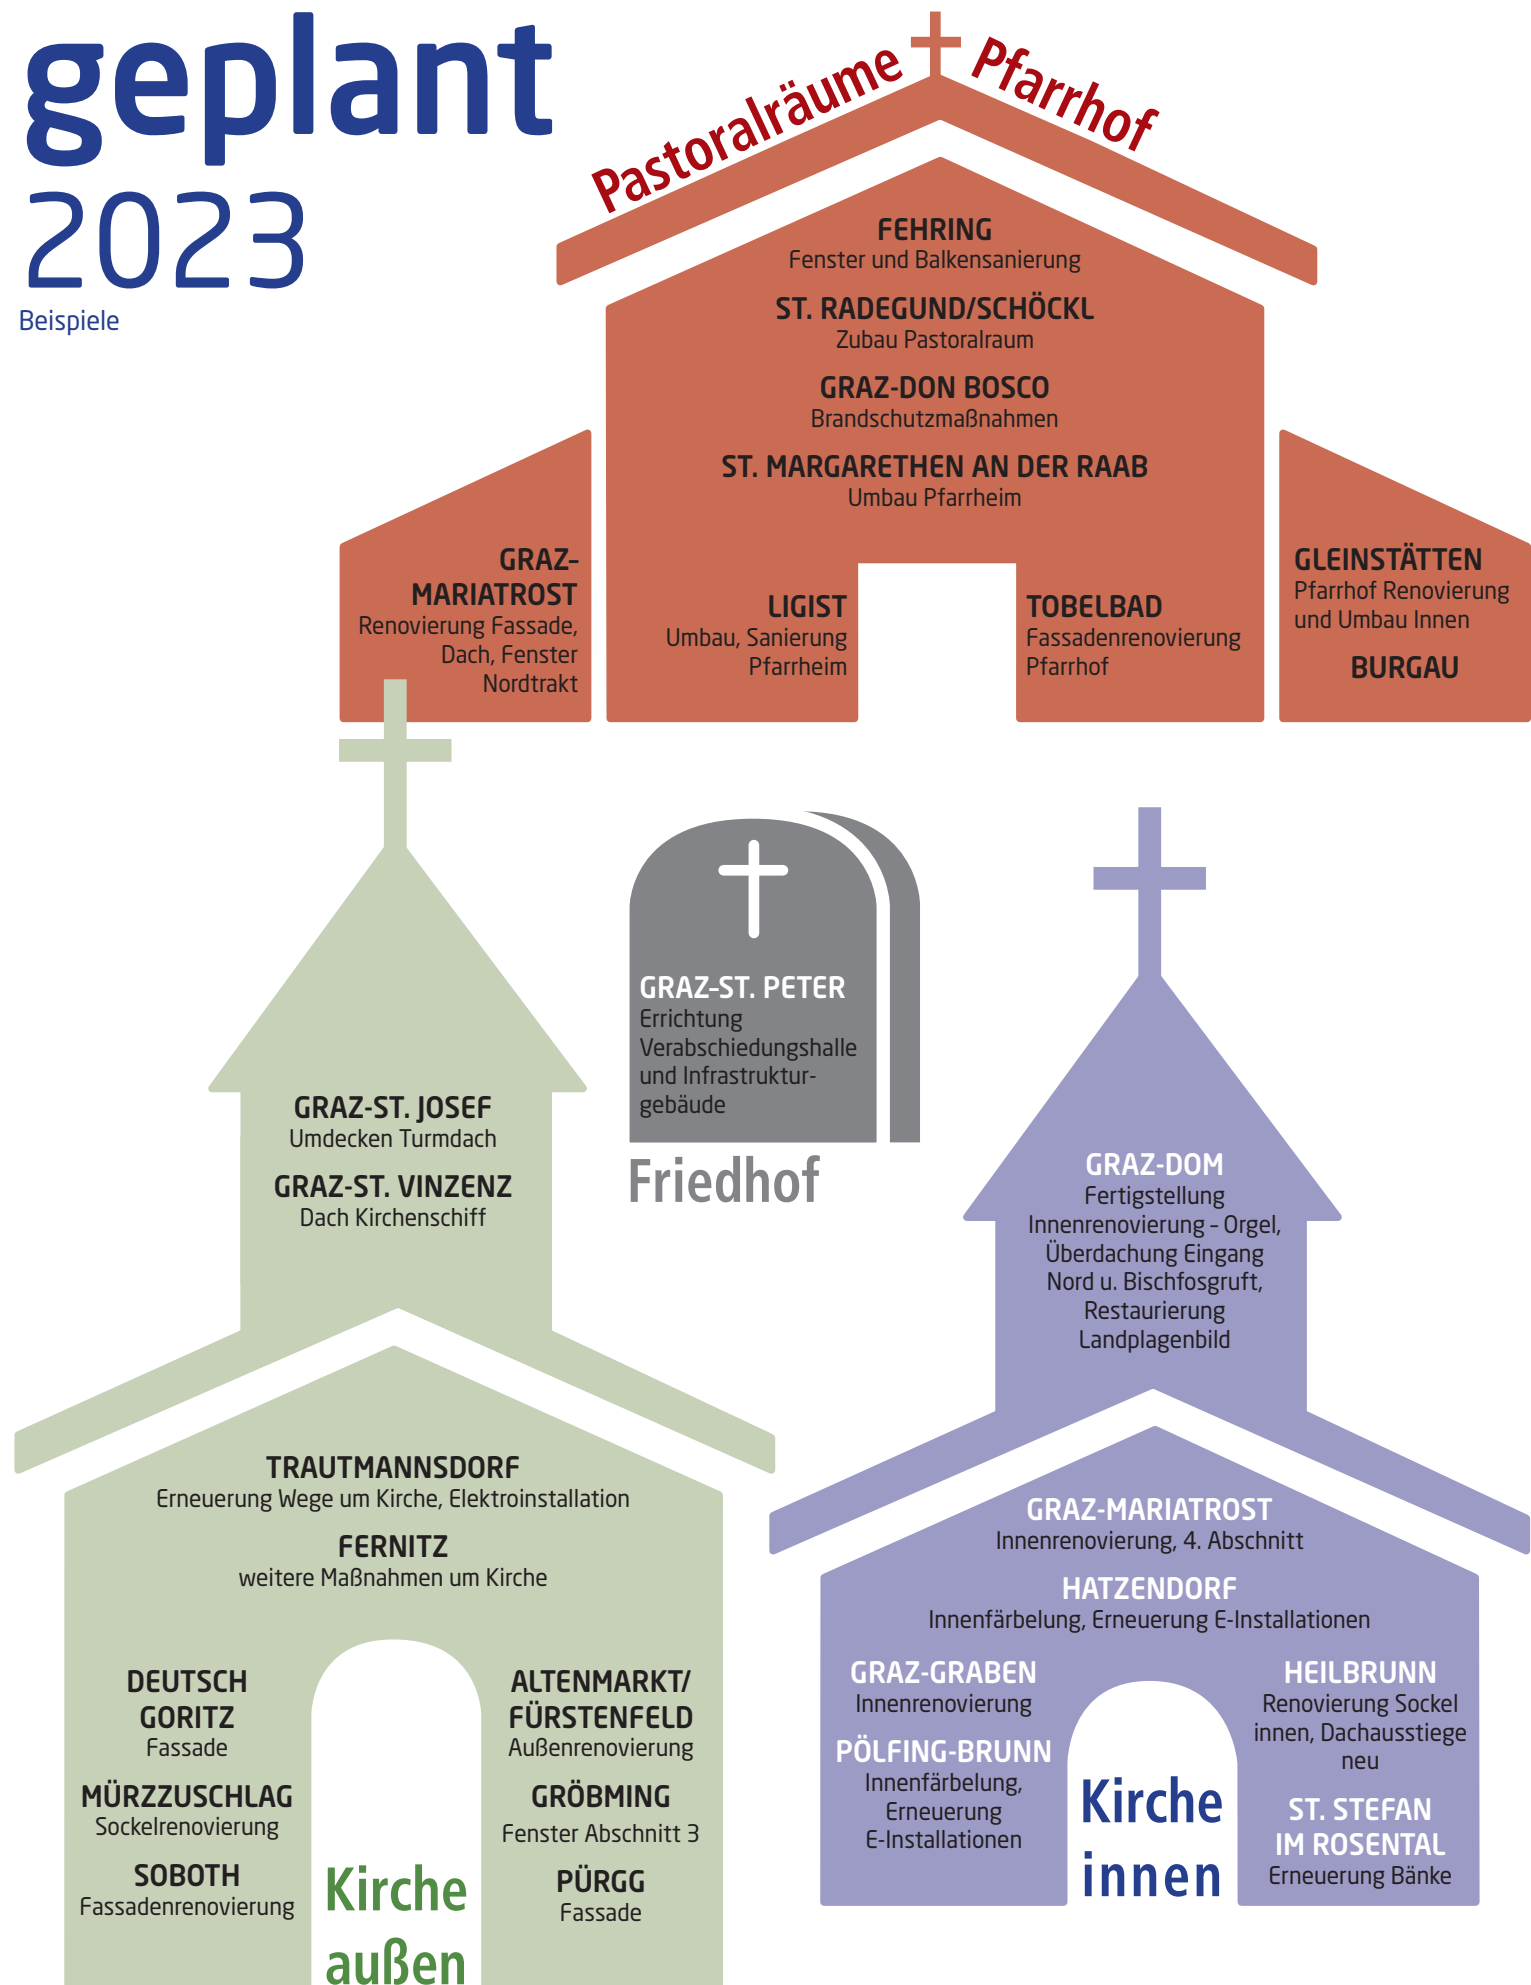 geplant
2023
Beispiele
Pastoralräume Pfarrhof
FEHRING
Fenster und Balkensanierung
ST. RADEGUND/SCHÖCKL
Zubau Pastoralraum
GRAZ-DON BOSCO
Brandschutzmaßnahmen
ST. MARGARETHEN AN DER RAAB
Umbau Pfarrheim
GRAZ-
MARIATROST
Renovierung Fassade,
Dach, Fenster
Nordtrakt
LIGIST
Umbau, Sanierung
Pfarrheim
TOBELBAD
Fassadenrenovierung
Pfarrhof
GLEINSTÄTTEN
Pfarrhof Renovierung
und Umbau Innen
BURGAU
GRAZ-ST. PETER
Errichtung
Verabschiedungshalle
und Infrastruktur-
gebäude
Friedhof
GRAZ-ST. JOSEF
Umdecken Turmdach
GRAZ-ST. VINZENZ
Dach Kirchenschiff
TRAUTMANNSDORF
Erneuerung Wege um Kirche, Elektroinstallation
FERNITZ
weitere Maßnahmen um Kirche
DEUTSCH
GORITZ
Fassade
MÜRZZUSCHLAG
Sockelrenovierung
SOBOTH
Fassadenrenovierung
ALTENMARKT/
FÜRSTENFELD
Außenrenovierung
GRÖBMING
Fenster Abschnitt 3
PÜRGG
Fassade
Kirche
außen
GRAZ-DOM
Fertigstellung
Innenrenovierung – Orgel,
Überdachung Eingang
Nord u. Bischfosgruft,
Restaurierung
Landplagenbild
GRAZ-MARIATROST
Innenrenovierung, 4. Abschnitt
HATZENDORF
Innenfärbelung, Erneuerung E-Installationen
GRAZ-GRABEN
Innenrenovierung
PÖLFING-BRUNN
Innenfärbelung,
Erneuerung
E-Installationen
HEILBRUNN
Renovierung Sockel
innen, Dachausstiege
neu
ST. STEFAN
IM ROSENTAL
Erneuerung Bänke
Kirche
innen